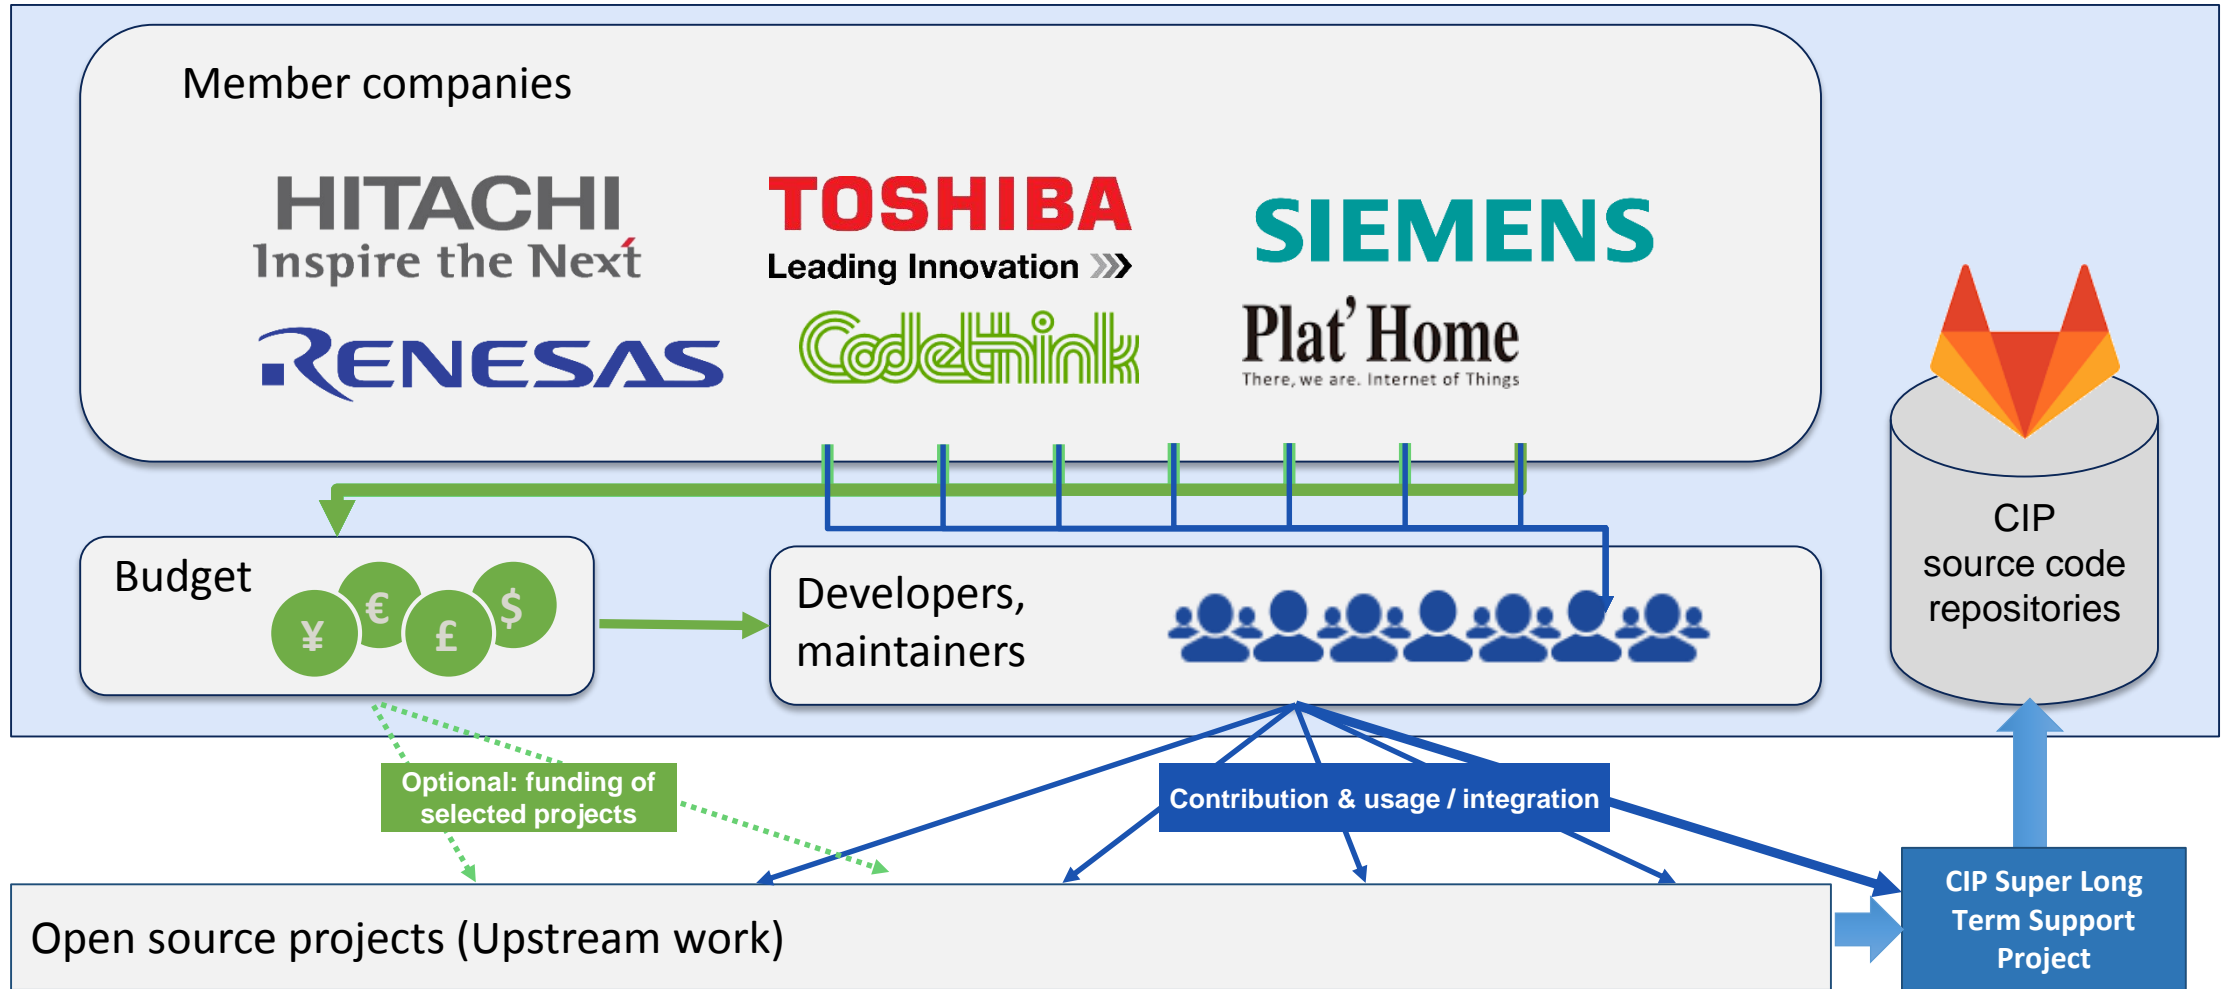 Member companies
HITACHI
Inspire the Next
TOSHIBA
Leading Innovation
SIEMENS
RENESAS
Codethink
Plat'Home
There, we are. Internet of Things
CIP
source code
repositories
Budget
¥ € £ $
Developers,
maintainers
Optional: funding of
selected projects
Contribution & usage / integration
Open source projects (Upstream work)
CIP Super Long
Term Support
Project